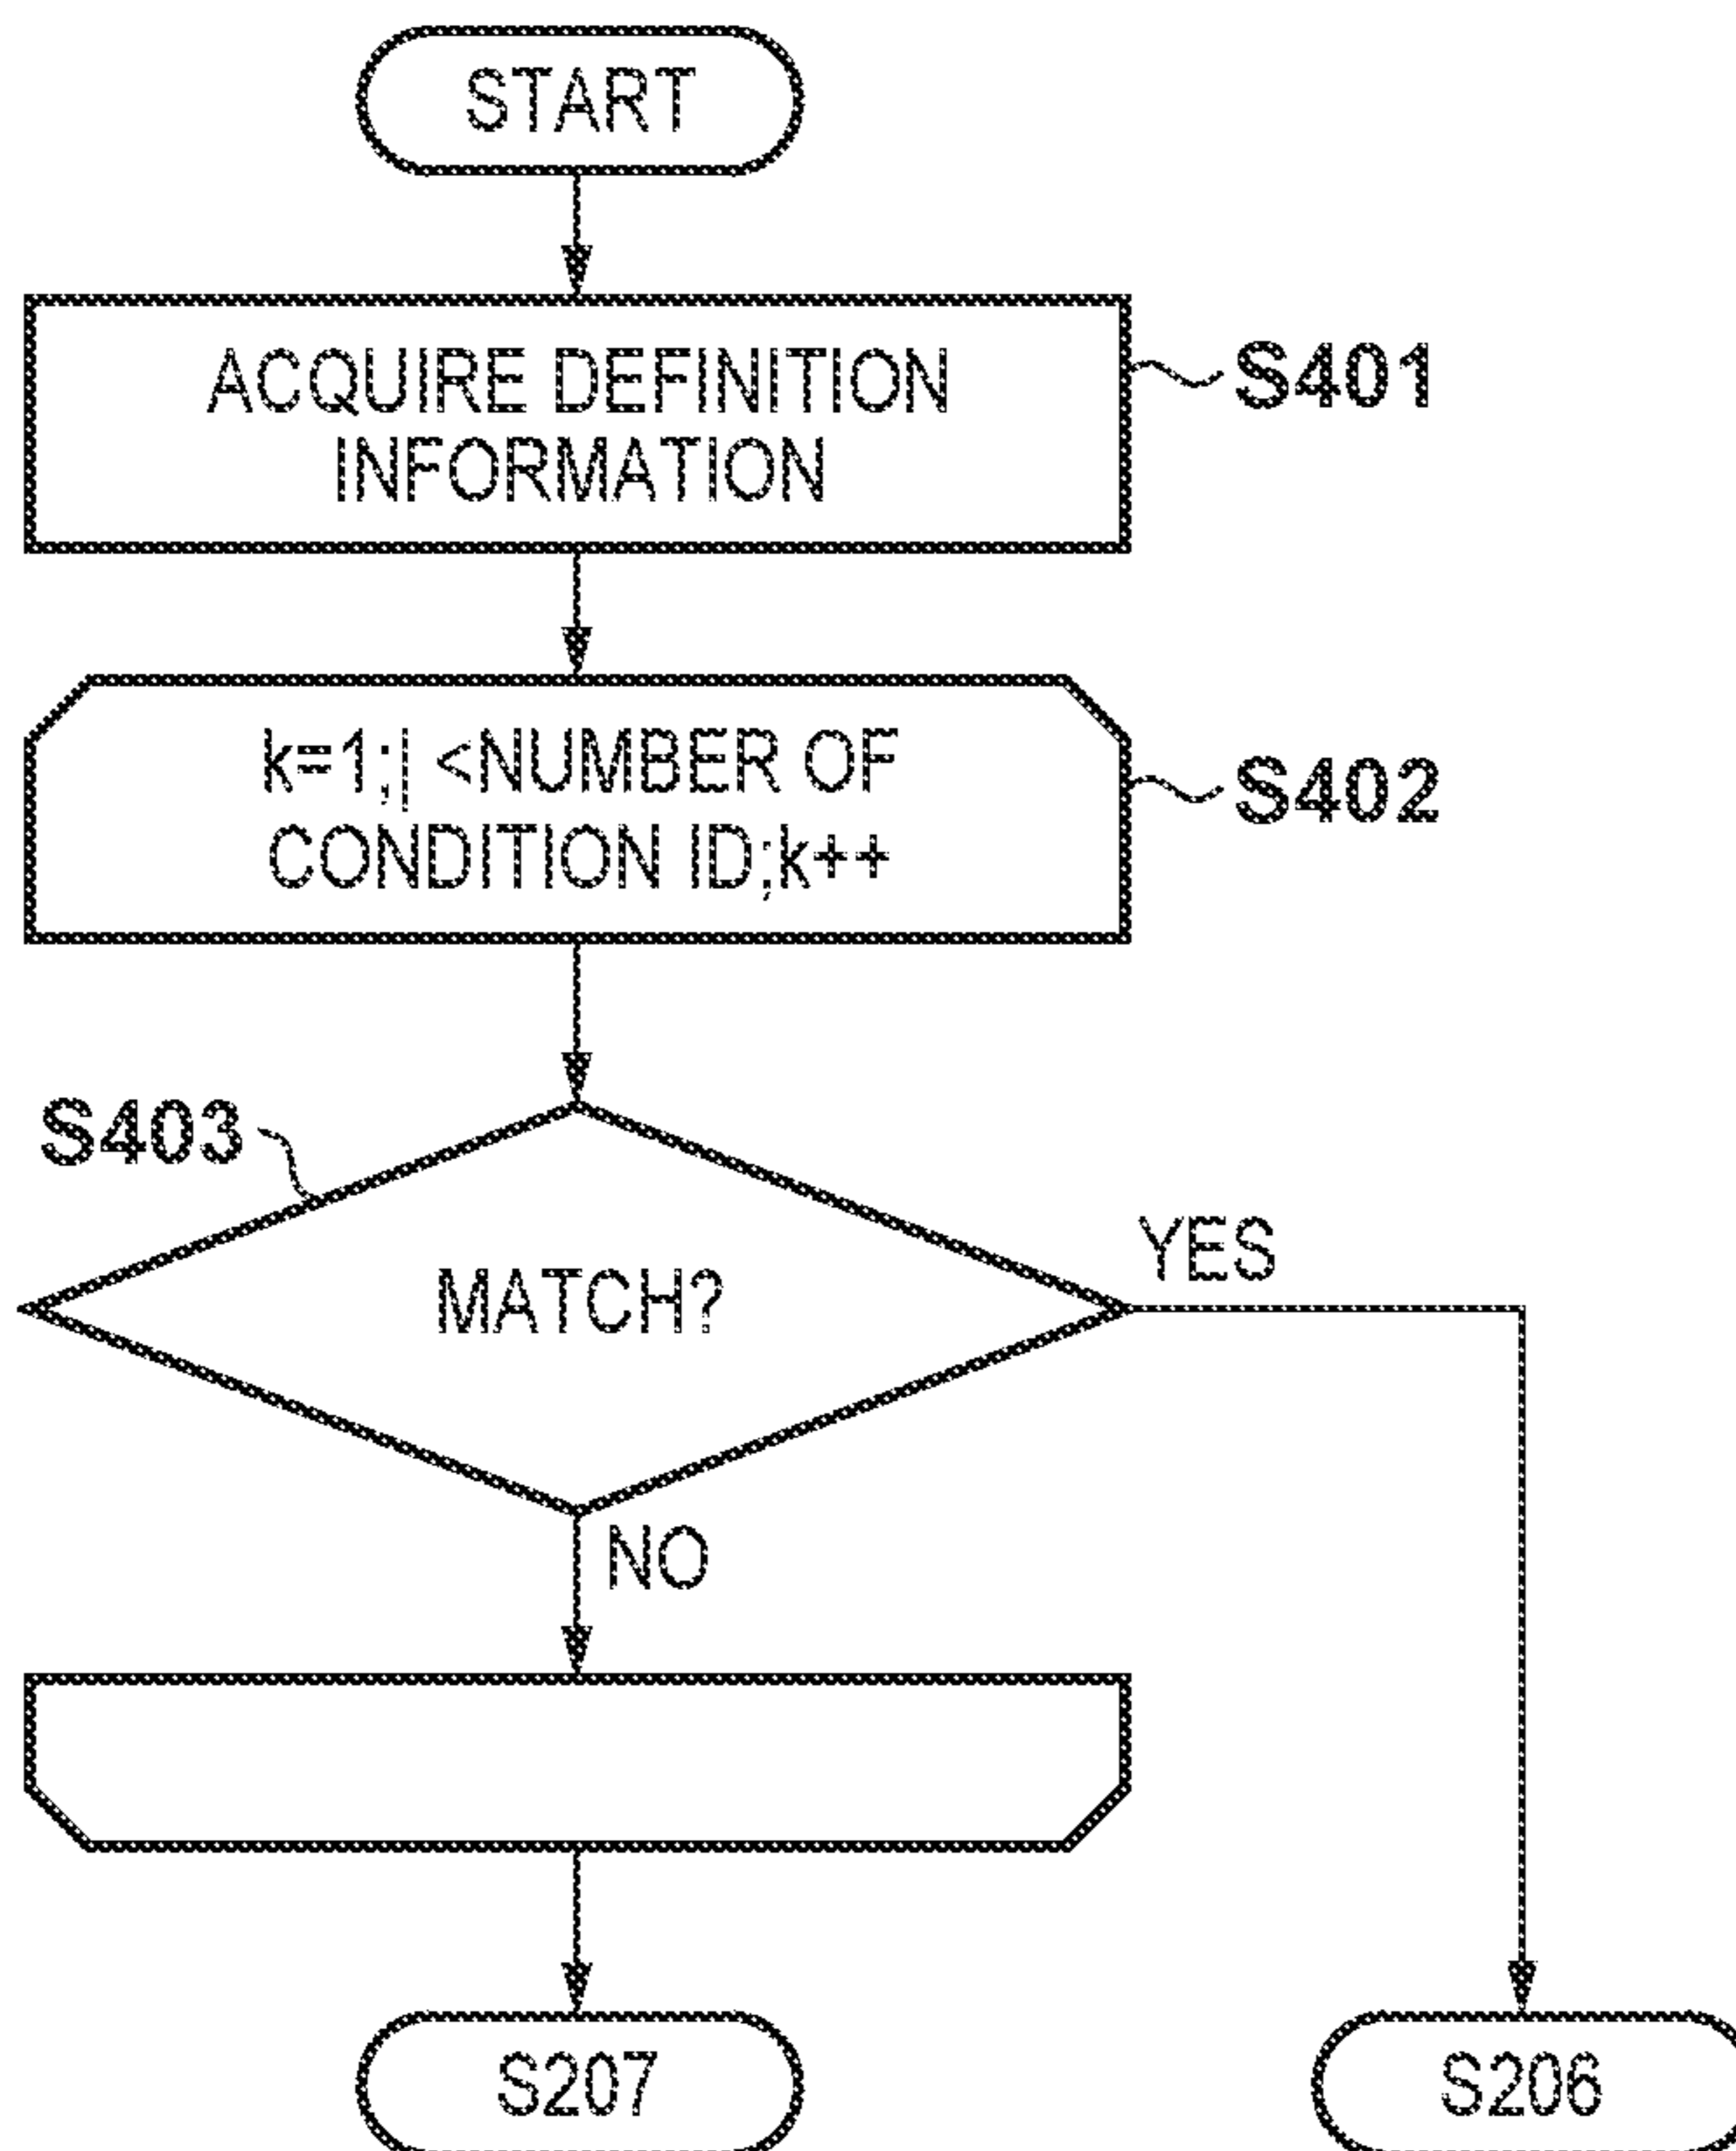 START
ACQUIRE DEFINITION
INFORMATION
S401
k=1;| <NUMBER OF
CONDITION ID;k++
S402
S403
MATCH?
YES
NO
S207
S206